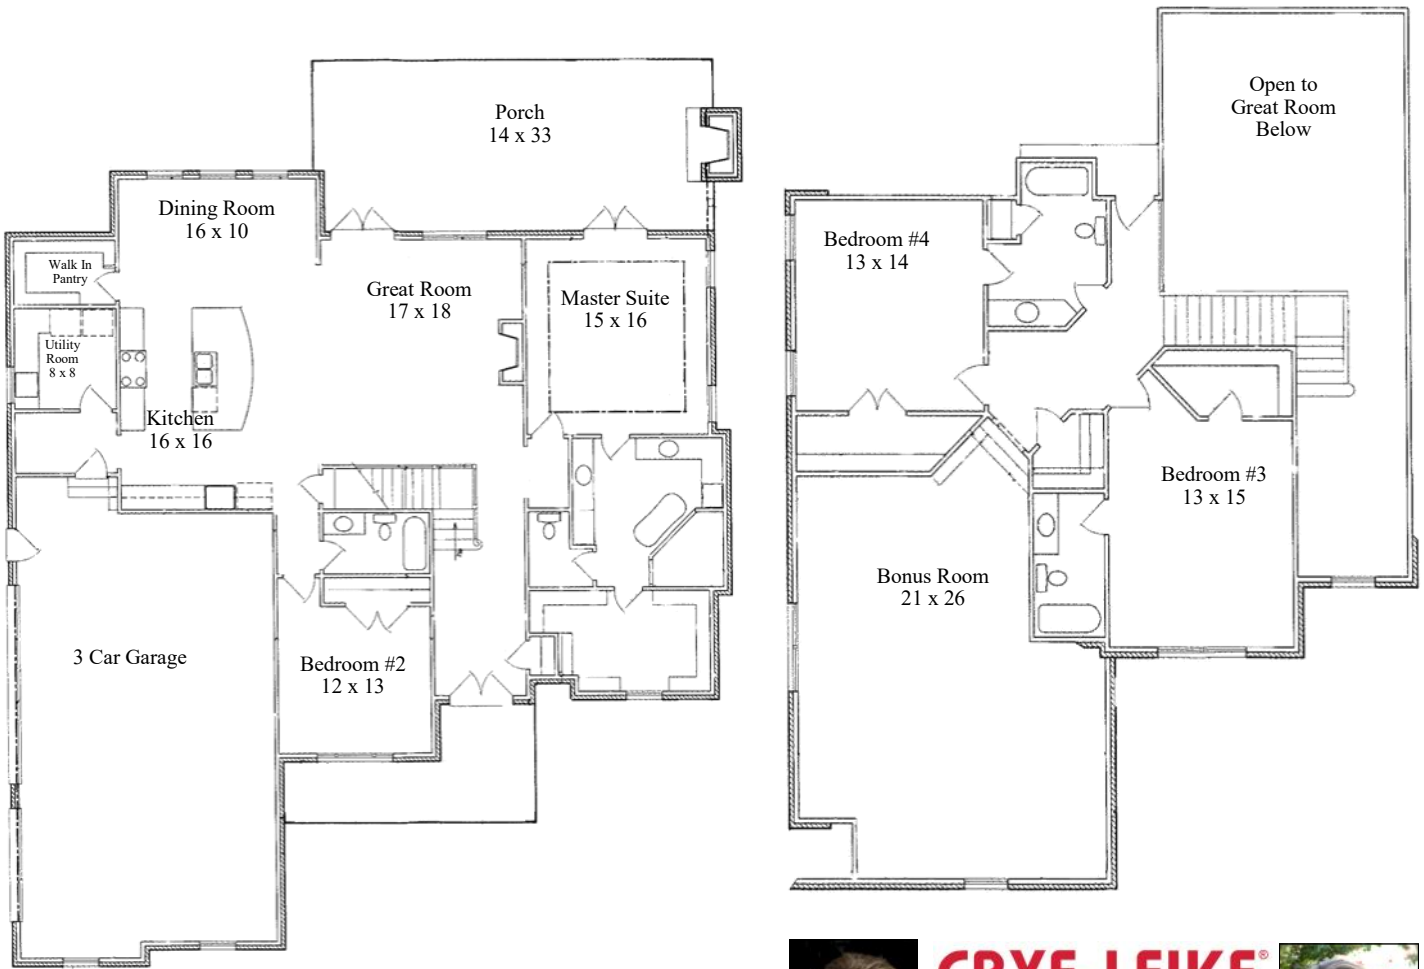 Porch
14 x 33
Dining Room
16 x 10
Walk In
Pantry
Great Room
17 x 18
Master Suite
15 x 16
Utility
Room
8 x 8
Kitchen
16 x 16
3 Car Garage
Bedroom #2
12 x 13
Open to
Great Room
Below
Bedroom #4
13 x 14
Bedroom #3
13 x 15
Bonus Room
21 x 26
CRYE-LEIKE®